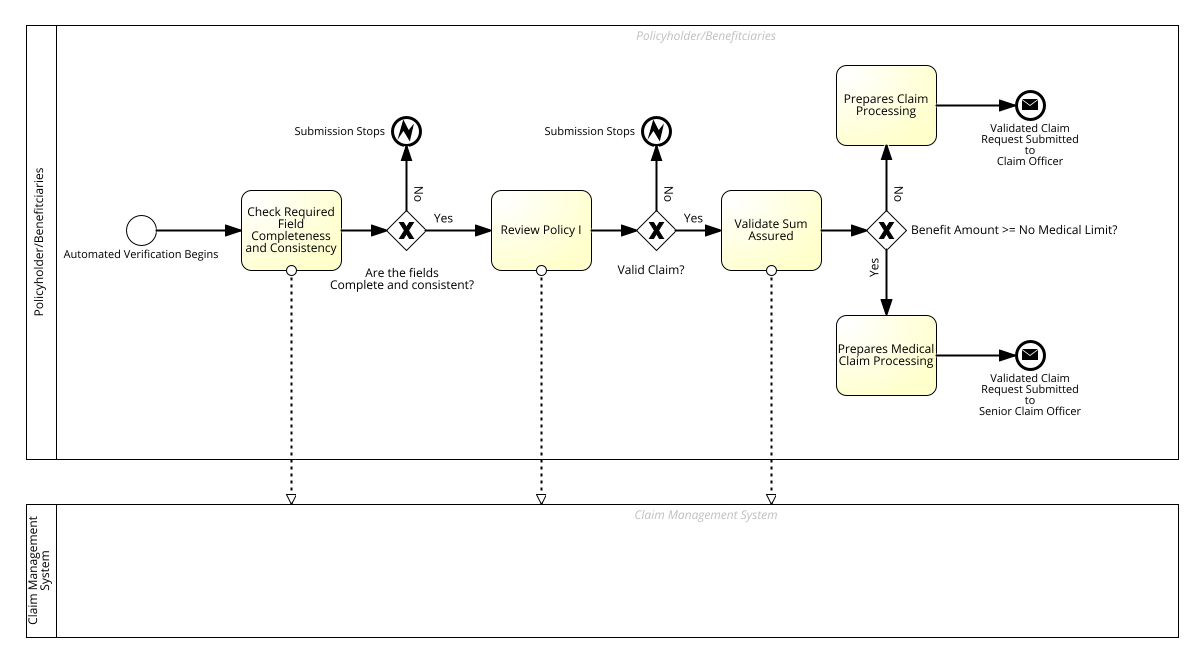 Policyholder/Benefitciaries
Policyholder/Benefitciaries
Prepares Claim
Processing
Validated Claim
Request Submitted
to
Claim Officer
Submission Stops
Submission Stops
No
No
No
Automated Verification Begins
Check Required
Field
Completeness
and Consistency
Yes
Are the fields
Complete and consistent?
Review Policy I
Yes
Valid Claim?
Validate Sum
Assured
Benefit Amount >= No Medical Limit?
Yes
Prepares Medical
Claim Processing
Validated Claim
Request Submitted
to
Senior Claim Officer
Claim Management System
Claim Management
System